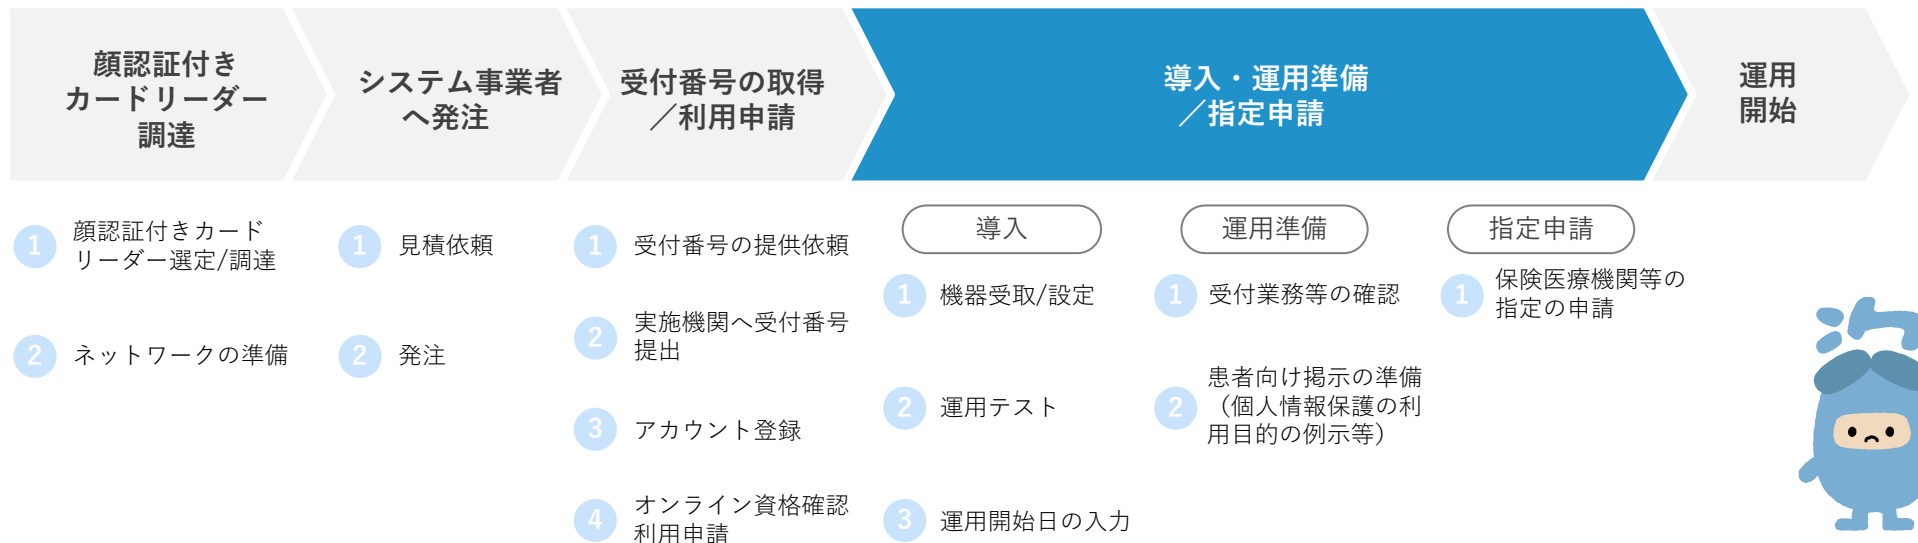 顔認証付き
カードリーダー
調達
システム事業者
へ発注
受付番号の取得
／利用申請
導入・運用準備
／指定申請
運用
開始
1
顔認証付きカード
リーダー選定/調達
2
ネットワークの準備
1
見積依頼
2
発注
1
受付番号の提供依頼
2
実施機関へ受付番号
提出
3
アカウント登録
4
オンライン資格確認
利用申請
導入
1
機器受取/設定
2
運用テスト
3
運用開始日の入力
運用準備
1
受付業務等の確認
2
患者向け掲示の準備
（個人情報保護の利
用目的の例示等）
指定申請
1
保険医療機関等の
指定の申請